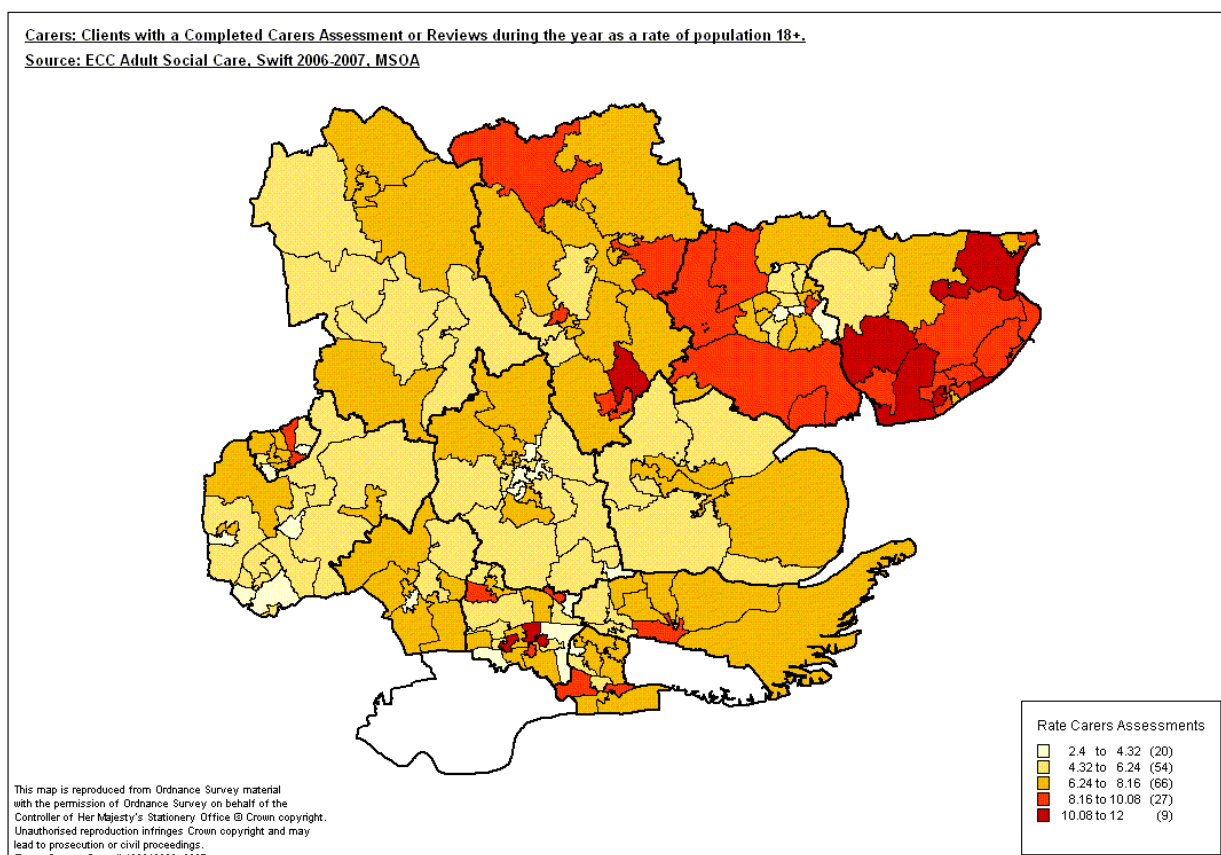 Carers: Clients with a Completed Carers Assessment or Reviews during the year as a rate of population 18+.
Source: ECC Adult Social Care, Swift 2006-2007, MSOA
Rate Carers Assessments
2.4 to 4.32 (20)
4.32 to 6.24 (54)
6.24 to 8.16 (66)
8.16 to 10.08 (27)
10.08 to 12 (9)
This map is reproduced from Ordnance Survey material
with the permission of Ordnance Survey on behalf of the
Controller of Her Majesty's Stationery Office @ Crown copyright.
Unauthorised reproduction infringes Crown copyright and may
lead to prosecution or civil proceedings.